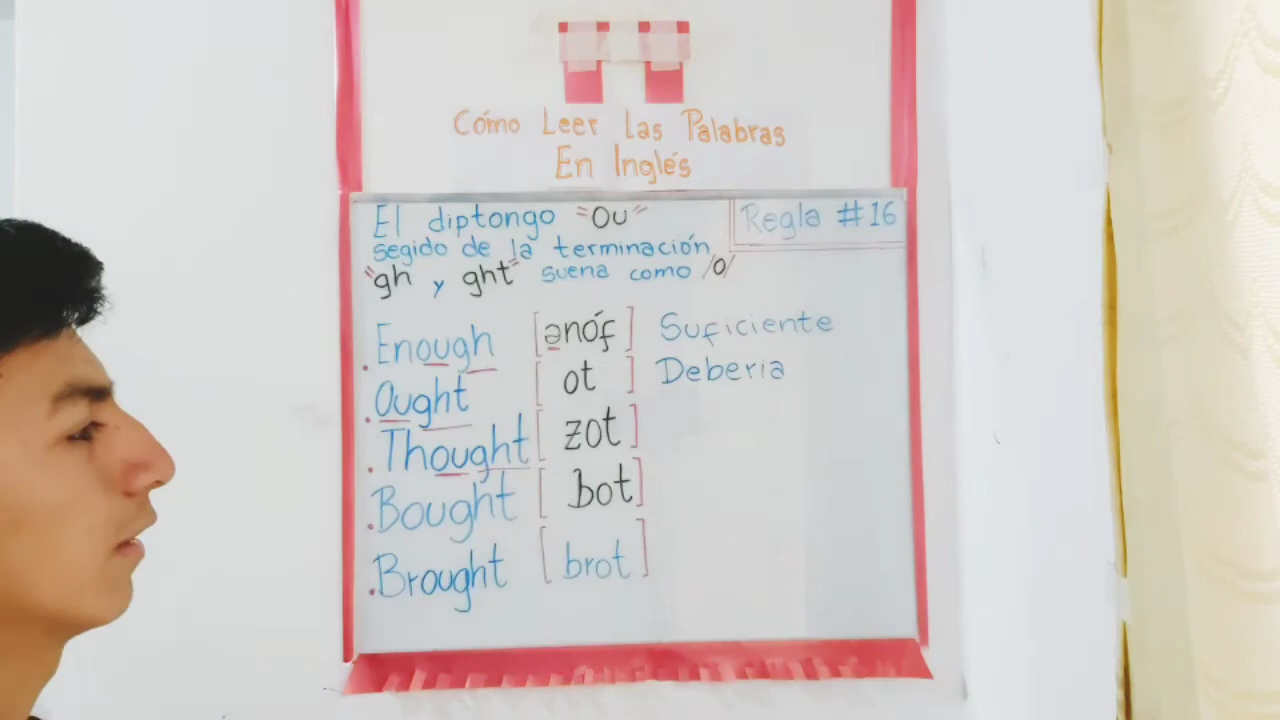 Cómo Leer Las Palabras
En Inglés
El diptongo "Ou"
segido de la terminación
"gh" y ght" suena como /o/
Regla #16
. Enough [ənóf] Suficiente
. Ought [ot] Deberia
. Thought [zot]
. Bought [bot]
. Brought [brot]